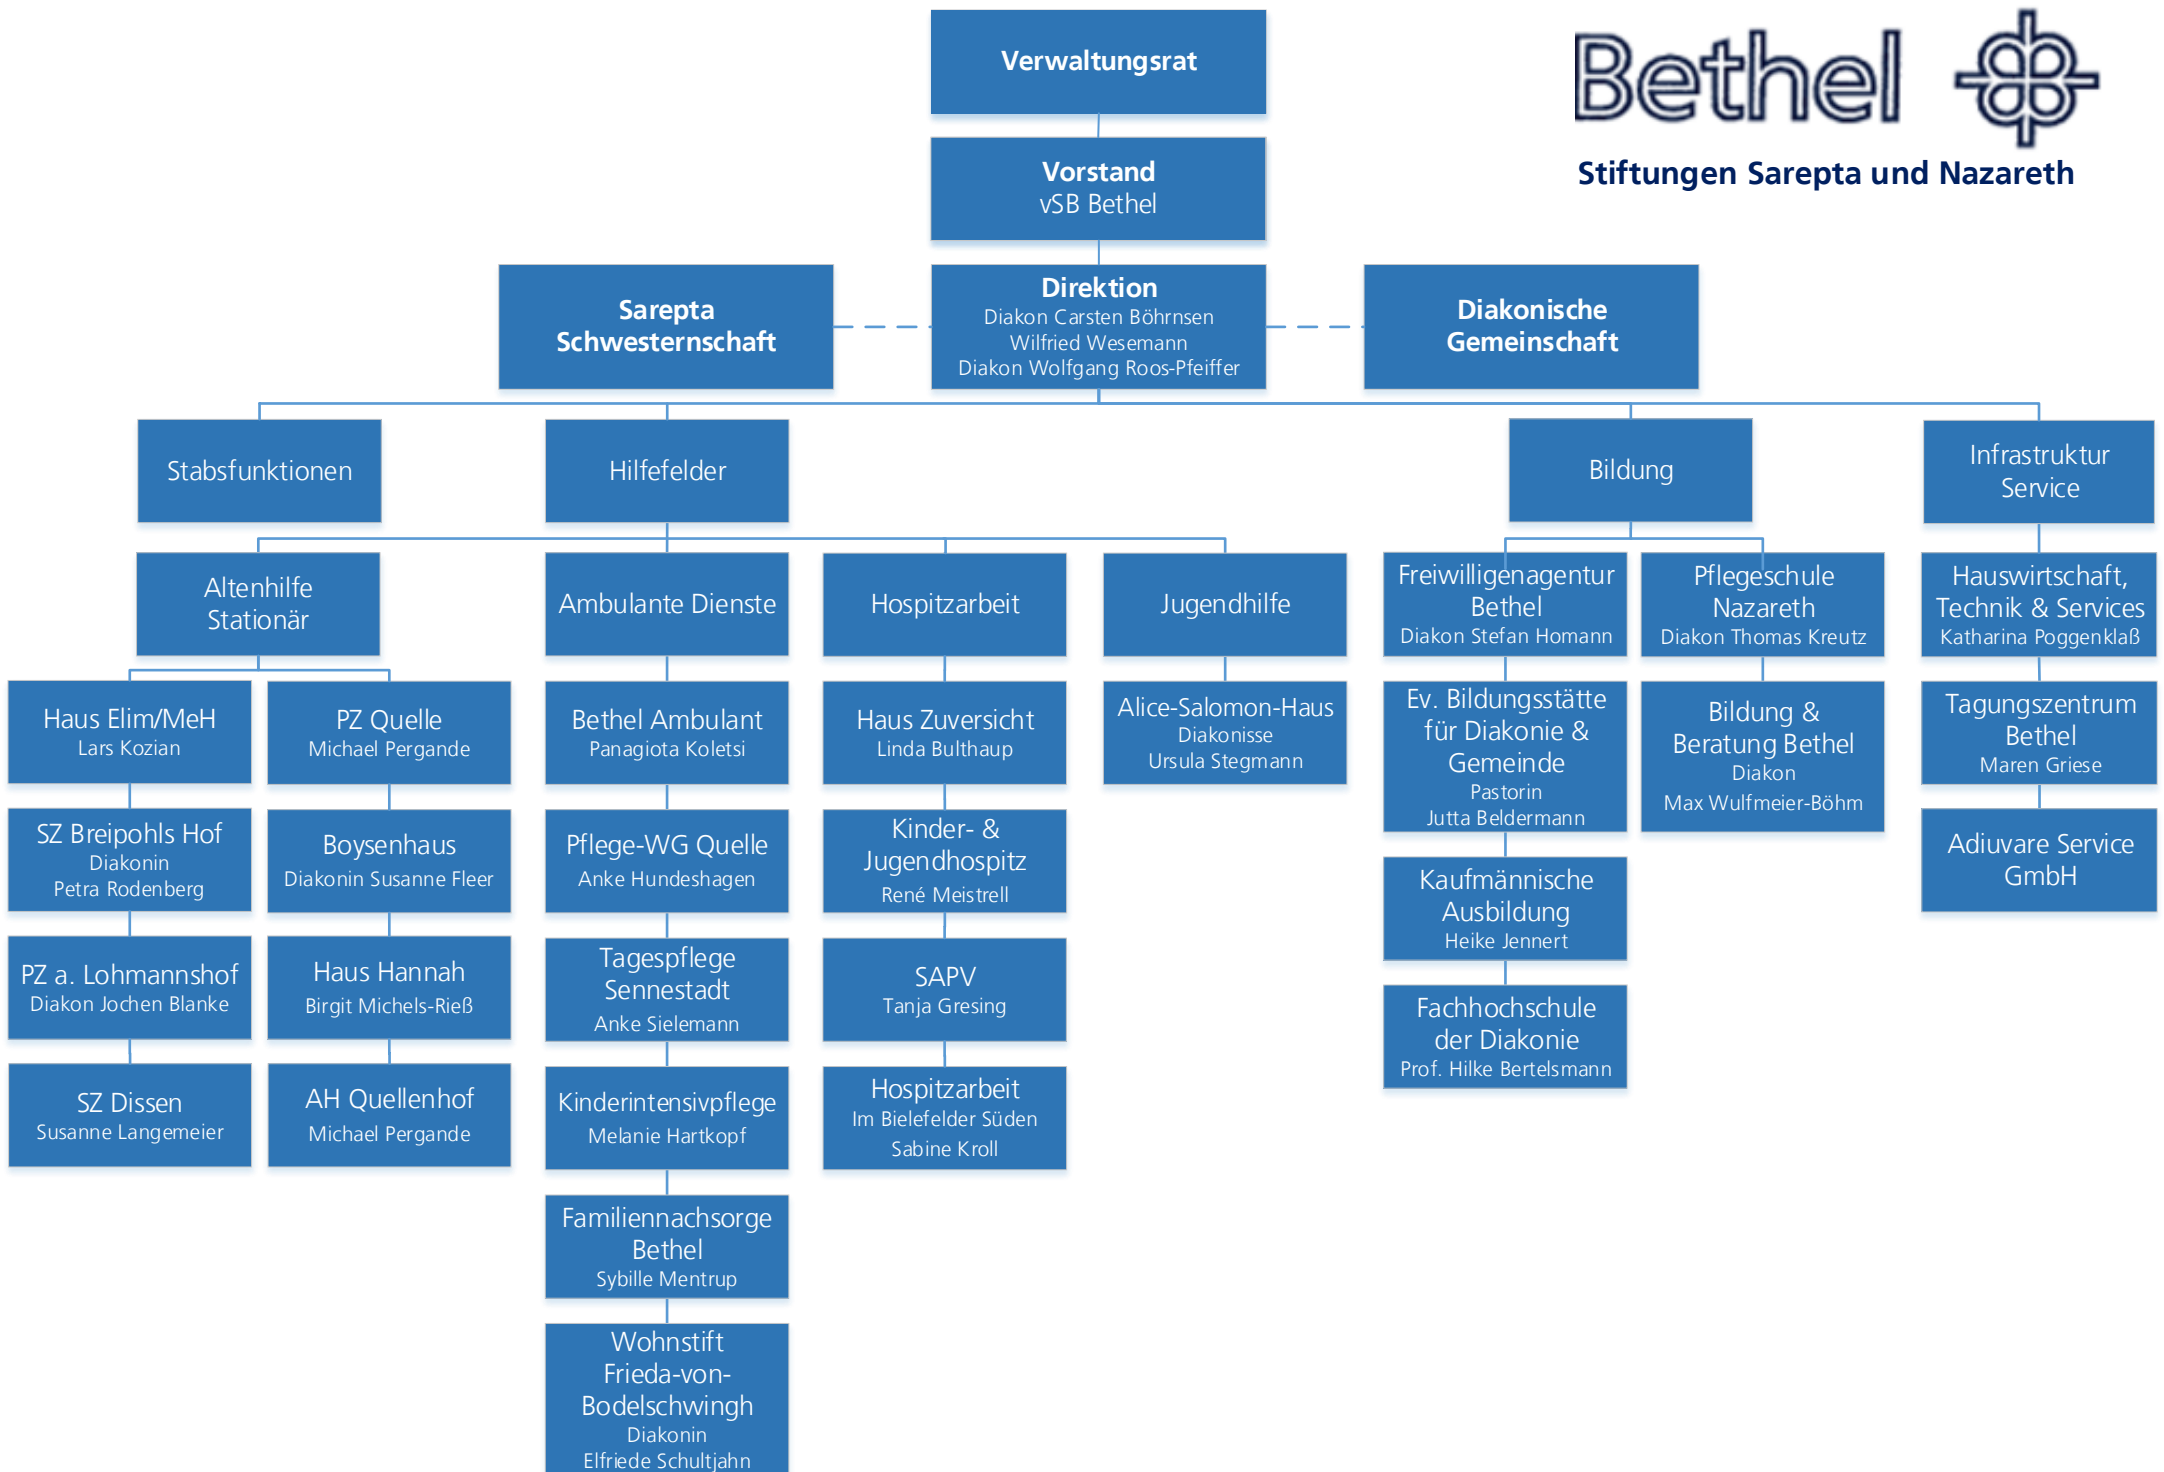 Verwaltungsrat
Bethel
Stiftungen Sarepta und Nazareth
Vorstand
vSB Bethel
Sarepta
Schwesternschaft
Direktion
Diakon Carsten Böhrnsen
Wilfried Wesemann
Diakon Wolfgang Roos-Pfeiffer
Diakonische
Gemeinschaft
Stabsfunktionen
Hilfefelder
Bildung
Infrastruktur
Service
Altenhilfe
Stationär
Ambulante Dienste
Hospitzarbeit
Jugendhilfe
Freiwilligenagentur
Bethel
Diakon Stefan Homann
Pflegeschule
Nazareth
Diakon Thomas Kreutz
Hauswirtschaft,
Technik & Services
Katharina Poggenklaß
Haus Elim/MeH
Lars Kozian
PZ Quelle
Michael Pergande
Bethel Ambulant
Panagiota Koletsi
Haus Zuversicht
Linda Bulthaup
Alice-Salomon-Haus
Diakonisse
Ursula Stegmann
Ev. Bildungsstätte
für Diakonie &
Gemeinde
Pastorin
Jutta Beldermann
Bildung &
Beratung Bethel
Diakon
Max Wulfmeier-Böhm
Tagungszentrum
Bethel
Maren Griese
SZ Breipohls Hof
Diakonin
Petra Rodenberg
Boysenhaus
Diakonin Susanne Fleer
Pflege-WG Quelle
Anke Hundeshagen
Kinder- &
Jugendhospitz
René Meistrell
Kaufmännische
Ausbildung
Heike Jennert
Adiuvare Service
GmbH
PZ a. Lohmannshof
Diakon Jochen Blanke
Haus Hannah
Birgit Michels-Rieß
Tagespflege
Sennestadt
Anke Sielemann
SAPV
Tanja Gresing
Fachhochschule
der Diakonie
Prof. Hilke Bertelsmann
SZ Dissen
Susanne Langemeier
AH Quellenhof
Michael Pergande
Kinderintensivpflege
Melanie Hartkopf
Hospitzarbeit
Im Bielefelder Süden
Sabine Kroll
Familiennachsorge
Bethel
Sybille Mentrup
Wohnstift
Frieda-von-
Bodelschwingh
Diakonin
Elfriede Schultjahn